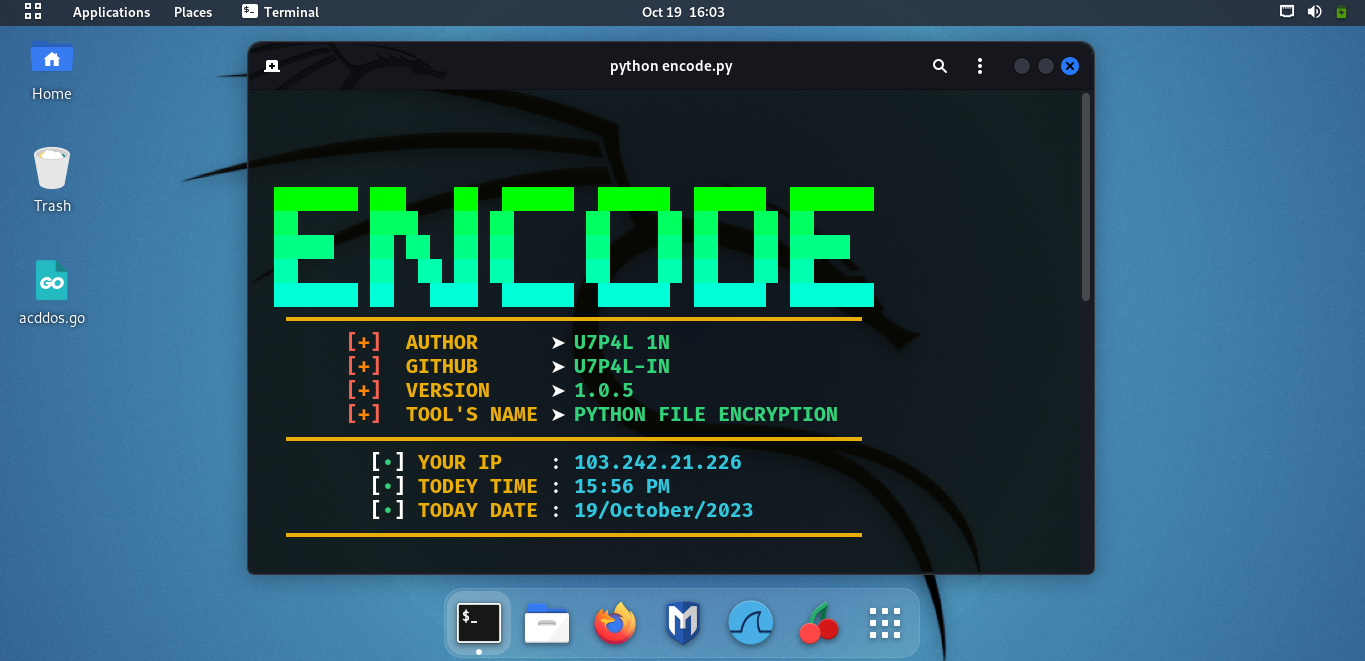 Applications Places Terminal Oct 19 16:03
python encode.py
Home
Trash
GO
acddos.go
ENCODE
[+] AUTHOR ➤ U7P4L 1N
[+] GITHUB ➤ U7P4L-IN
[+] VERSION ➤ 1.0.5
[+] TOOL'S NAME ➤ PYTHON FILE ENCRYPTION
[•] YOUR IP : 103.242.21.226
[•] TODEY TIME : 15:56 PM
[•] TODAY DATE : 19/October/2023
$_